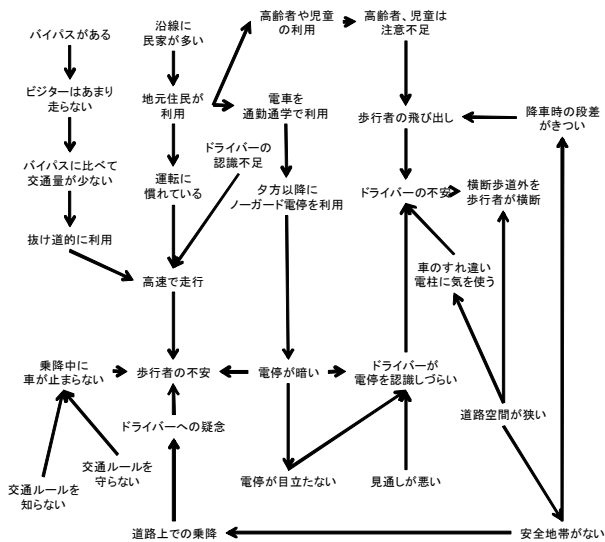 バイパスがある
沿線に
民家が多い
高齢者や児童
の利用
高齢者、児童は
注意不足
ビジターはあまり
走らない
地元住民が
利用
電車を
通勤通学で利用
歩行者の飛び出し
降車時の段差
がきつい
バイパスに比べて
交通量が少ない
運転に
慣れている
ドライバーの
認識不足
夕方以降に
ノーガード電停を利用
ドライバーの不安
横断歩道外を
歩行者が横断
抜け道的に利用
高速で走行
車のすれ違い
電柱に気を使う
乗降中に
車が止まらない
歩行者の不安
電停が暗い
ドライバーが
電停を認識しづらい
道路空間が狭い
ドライバーへの疑念
交通ルールを
知らない
交通ルールを
守らない
電停が目立たない
見通しが悪い
道路上での乗降
安全地帯がない